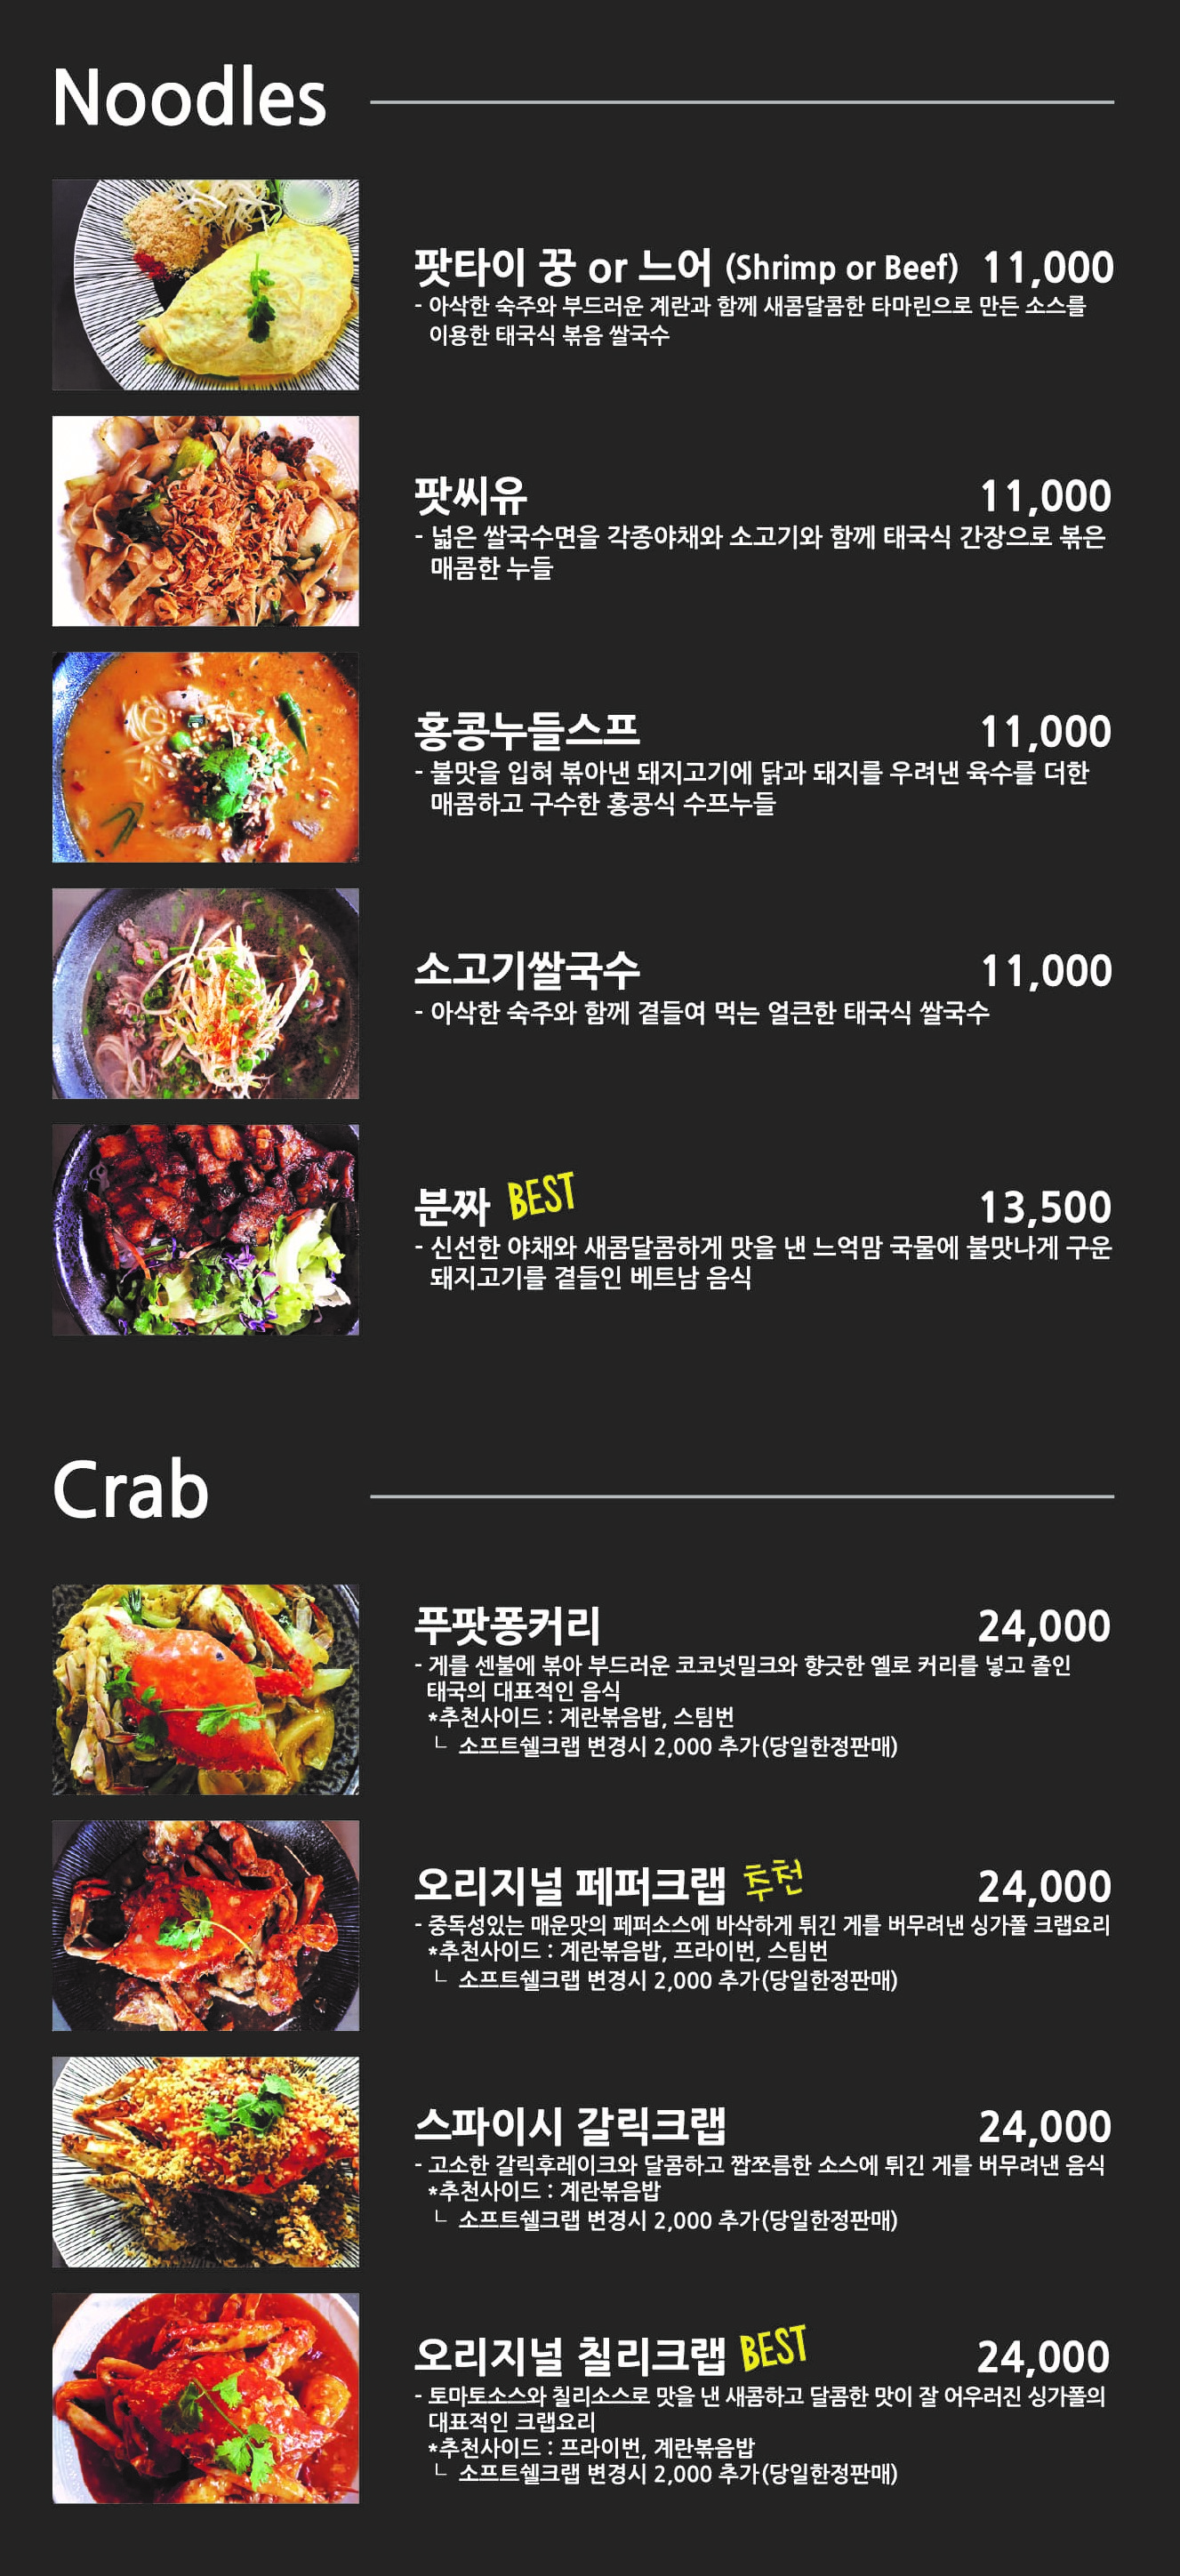 Noodles
팟타이 꿍 or 느어 (Shrimp or Beef) 11,000
- 아삭한 숙주와 부드러운 계란과 함께 새콤달콤한 타마린으로 만든 소스를
이용한 태국식 볶음 쌀국수
팟씨유 11,000
- 넓은 쌀국수면을 각종야채와 소고기와 함께 태국식 간장으로 볶은
매콤한 누들
홍콩누들스프 11,000
- 불맛을 입혀 볶아낸 돼지고기에 닭과 돼지를 우려낸 육수를 더한
매콤하고 구수한 홍콩식 수프누들
소고기쌀국수 11,000
- 아삭한 숙주와 함께 곁들여 먹는 얼큰한 태국식 쌀국수
분짜 BEST 13,500
- 신선한 야채와 새콤달콤하게 맛을 낸 느억맘 국물에 불맛나게 구운
돼지고기를 곁들인 베트남 음식
Crab
푸팟퐁커리 24,000
- 게를 센불에 볶아 부드러운 코코넛밀크와 향긋한 옐로 커리를 넣고 졸인
태국의 대표적인 음식
*추천사이드 : 계란볶음밥, 스팀번
└ 소프트쉘크랩 변경시 2,000 추가(당일한정판매)
오리지널 페퍼크랩 추천 24,000
- 중독성있는 매운맛의 페퍼소스에 바삭하게 튀긴 게를 버무려낸 싱가폴 크랩요리
*추천사이드 : 계란볶음밥, 프라이번, 스팀번
└ 소프트쉘크랩 변경시 2,000 추가(당일한정판매)
스파이시 갈릭크랩 24,000
- 고소한 갈릭후레이크와 달콤하고 짭쪼름한 소스에 튀긴 게를 버무려낸 음식
*추천사이드 : 계란볶음밥
└ 소프트쉘크랩 변경시 2,000 추가(당일한정판매)
오리지널 칠리크랩 BEST 24,000
- 토마토소스와 칠리소스로 맛을 낸 새콤하고 달콤한 맛이 잘 어우러진 싱가폴의
대표적인 크랩요리
*추천사이드 : 프라이번, 계란볶음밥
└ 소프트쉘크랩 변경시 2,000 추가(당일한정판매)